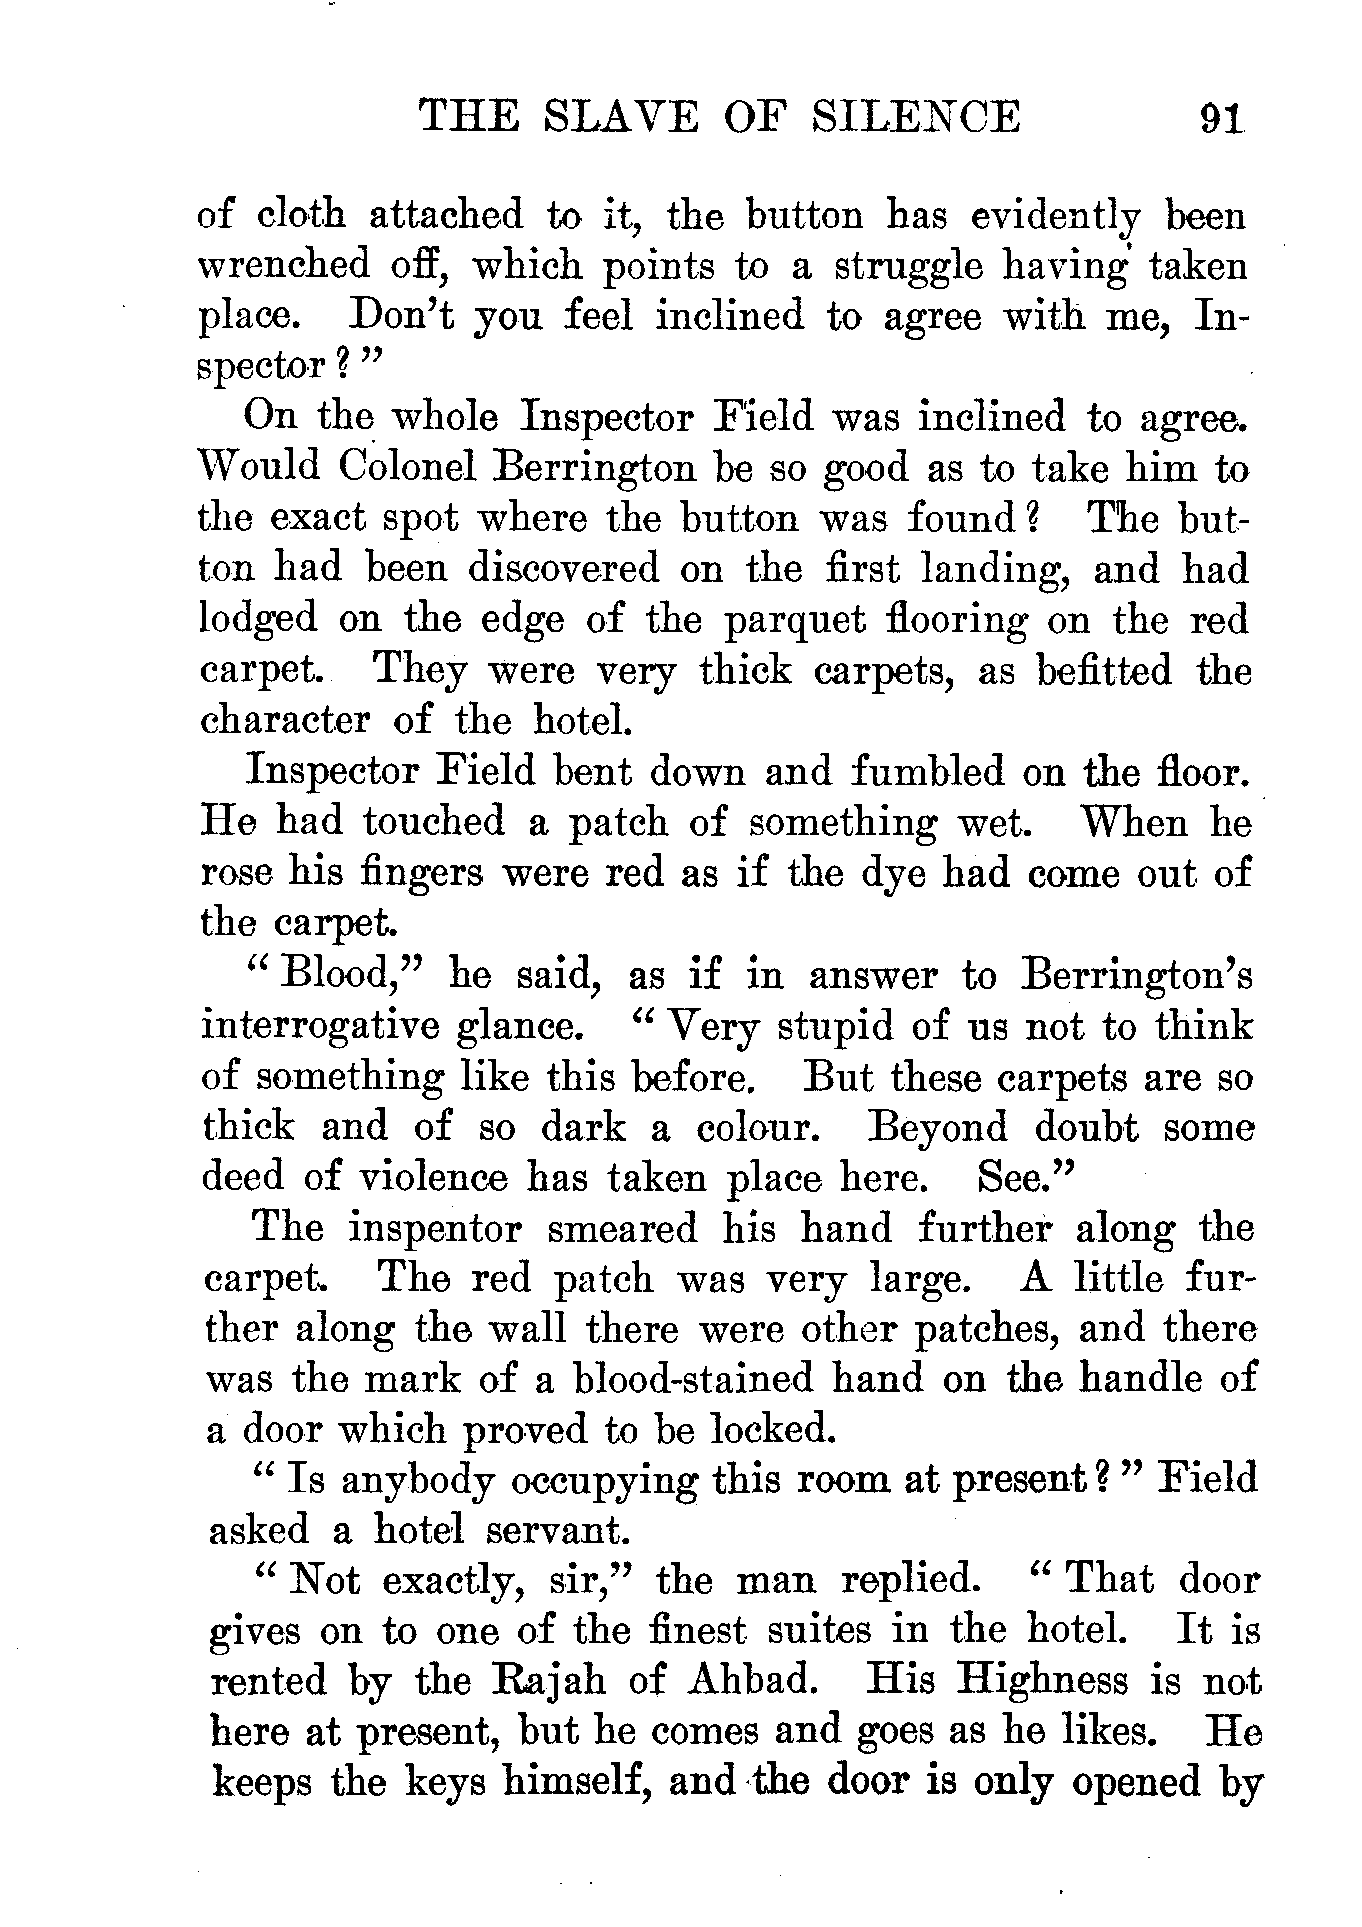 THE SLAVE OF SILENCE 91
of cloth attached to it, the button has evidently been
wrenched off, which points to a struggle having taken
place. Don't you feel inclined to agree with me, In-
spector?"
On the whole Inspector Field was inclined to agree.
Would Colonel Berrington be so good as to take him to
the exact spot where the button was found? The but-
ton had been discovered on the first landing, and had
lodged on the edge of the parquet flooring on the red
carpet. They were very thick carpets, as befitted the
character of the hotel.
Inspector Field bent down and fumbled on the floor.
He had touched a patch of something wet. When he
rose his fingers were red as if the dye had come out of
the carpet.
"Blood," he said, as if in answer to Berrington's
interrogative glance. "Very stupid of us not to think
of something like this before. But these carpets are so
thick and of so dark a colour. Beyond doubt some
deed of violence has taken place here. See."
The inspentor smeared his hand further along the
carpet. The red patch was very large. A little fur-
ther along the wall there were other patches, and there
was the mark of a blood-stained hand on the handle of
a door which proved to be locked.
"Is anybody occupying this room at present?" Field
asked a hotel servant.
"Not exactly, sir," the man replied. "That door
gives on to one of the finest suites in the hotel. It is
rented by the Rajah of Ahbad. His Highness is not
here at present, but he comes and goes as he likes. He
keeps the keys himself, and the door is only opened by